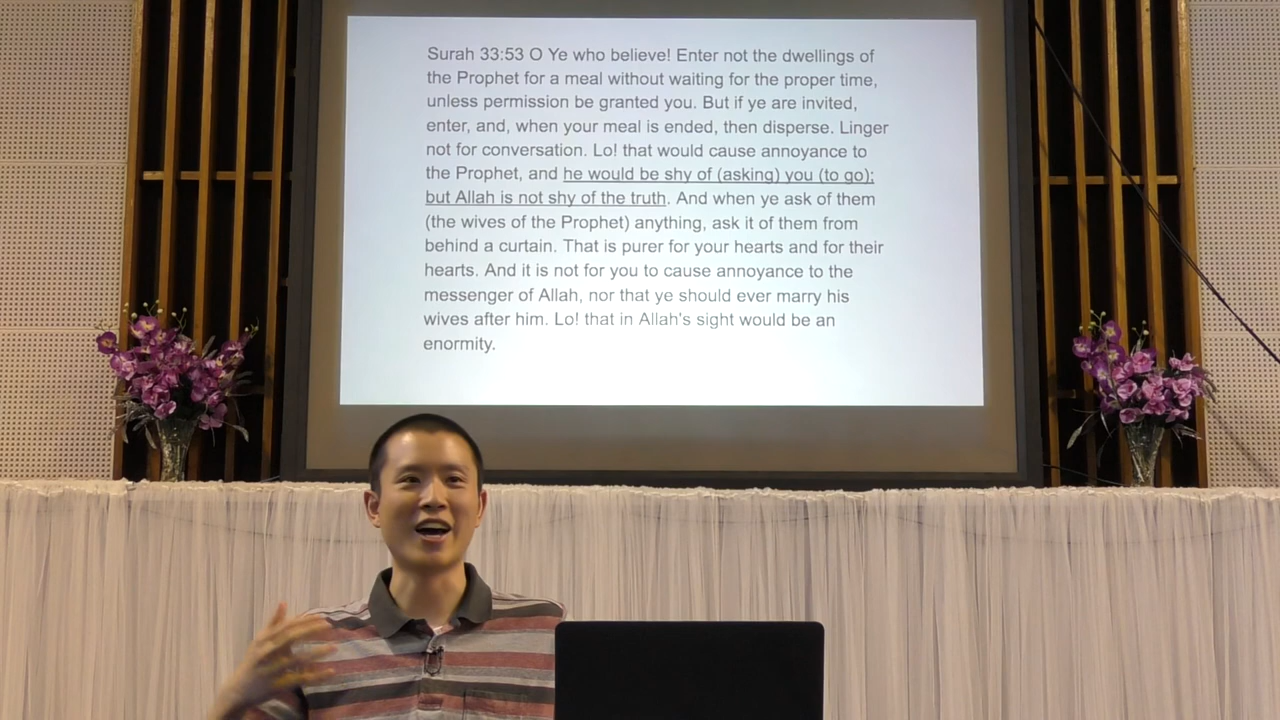 Surah 33:53 O Ye who believe! Enter not the dwellings of
the Prophet for a meal without waiting for the proper time,
unless permission be granted you. But if ye are invited,
enter, and, when your meal is ended, then disperse. Linger
not for conversation. Lo! that would cause annoyance to
the Prophet, and he would be shy of (asking) you (to go);
but Allah is not shy of the truth. And when ye ask of them
(the wives of the Prophet) anything, ask it of them from
behind a curtain. That is purer for your hearts and for their
hearts. And it is not for you to cause annoyance to the
messenger of Allah, nor that ye should ever marry his
wives after him. Lo! that in Allah's sight would be an
enormity.